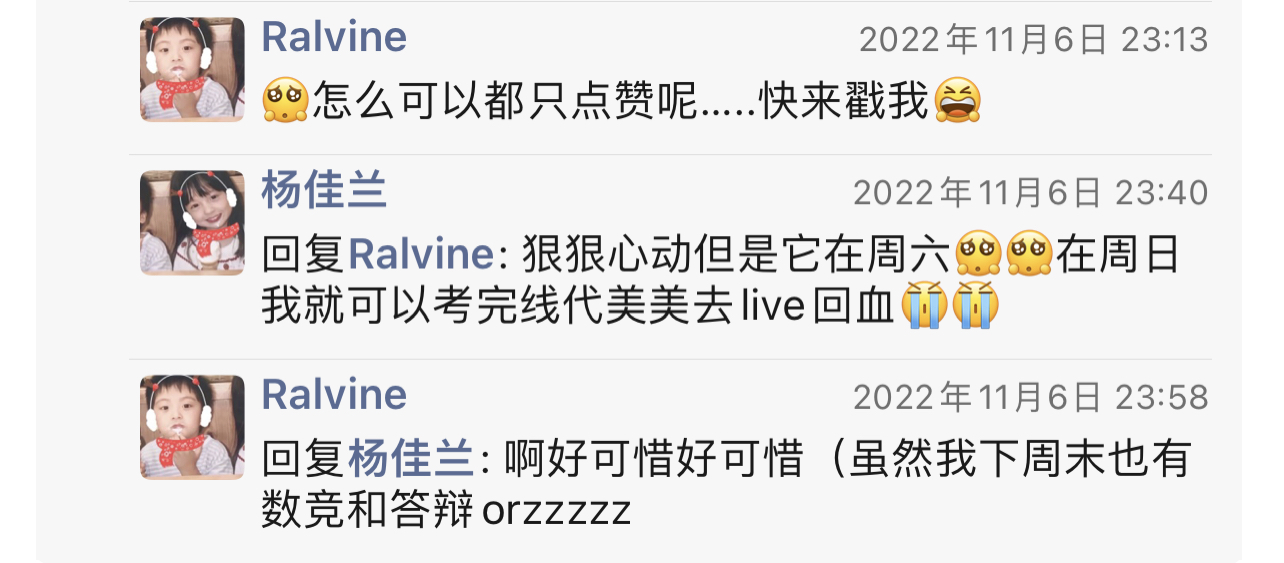 Ralvine 2022年11月6日 23:13
🥺怎么可以都只点赞呢.....快来戳我😆
杨佳兰 2022年11月6日 23:40
回复Ralvine: 狠狠心动但是它在周六🥺🥺在周日
我就可以考完线代美美去live回血😭😭
Ralvine 2022年11月6日 23:58
回复杨佳兰: 啊好可惜好可惜（虽然我下周末也有
数竞和答辩orzzzzz